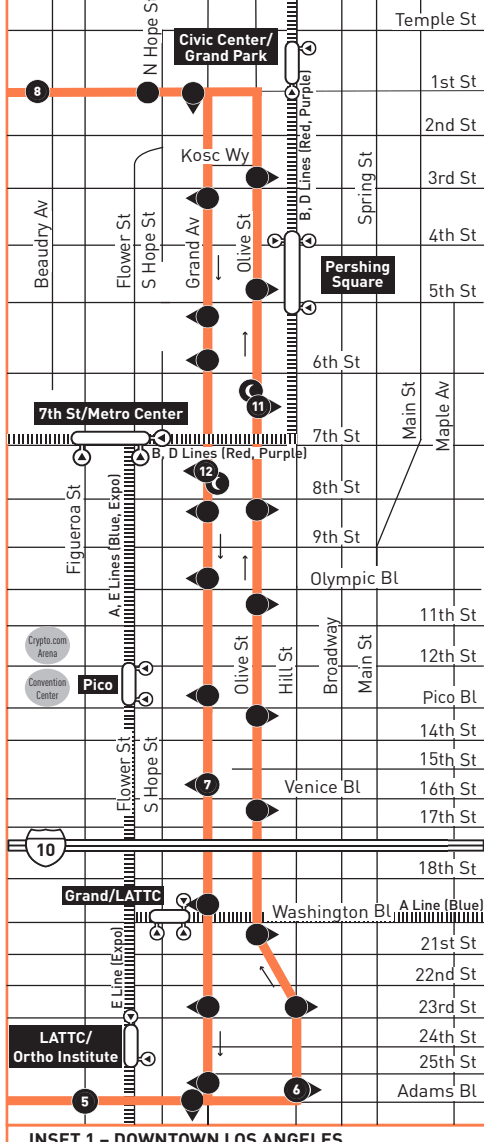 Temple St
N Hope St
Civic Center/
Grand Park
8
1st St
B, D Lines (Red, Purple)
2nd St
Kosc Wy
3rd St
Spring St
Beaudry Av
Flower St
S Hope St
Grand Av
Olive St
4th St
Pershing
Square
5th St
6th St
11
Main St
Maple Av
7th St/Metro Center
7th St
B, D Lines (Red, Purple)
12
8th St
Figueroa St
A, E Lines (Blue, Expo)
9th St
Olympic Bl
11th St
Crypto.com
Arena
12th St
Olive St
Hill St
Broadway
Main St
Convention
Center
Pico
Pico Bl
14th St
Flower St
S Hope St
15th St
7
Venice Bl
16th St
17th St
10
18th St
Grand/LATTC
Washington Bl
A Line (Blue)
21st St
E Line (Expo)
22nd St
23rd St
LATTC/
Ortho Institute
24th St
25th St
6
Adams Bl
5
INSET 1 – DOWNTOWN LOS ANGELES